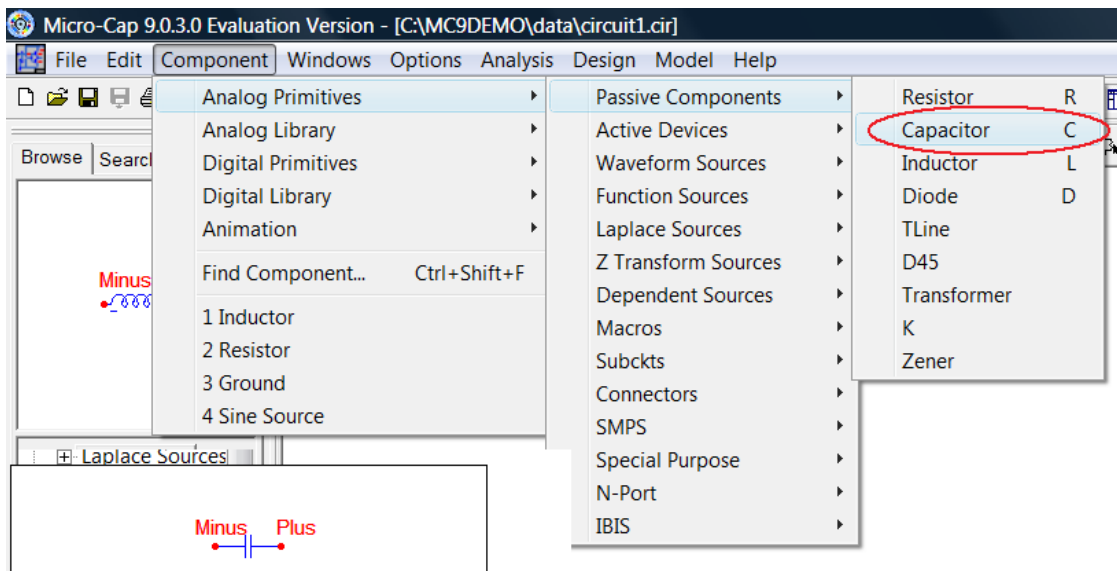 Micro-Cap 9.0.3.0 Evaluation Version - [C:\MC9DEMO\data\circuit1.cir]
File Edit Component Windows Options Analysis Design Model Help
Analog Primitives
Analog Library
Digital Primitives
Digital Library
Animation
Find Component... Ctrl+Shift+F
1 Inductor
2 Resistor
3 Ground
4 Sine Source
Passive Components
Active Devices
Waveform Sources
Function Sources
Laplace Sources
Z Transform Sources
Dependent Sources
Macros
Subckts
Connectors
SMPS
Special Purpose
N-Port
IBIS
Resistor R
Capacitor C
Inductor L
Diode D
TLine
D45
Transformer
K
Zener
Browse Searcl
Minus
Laplace Sources
Minus Plus